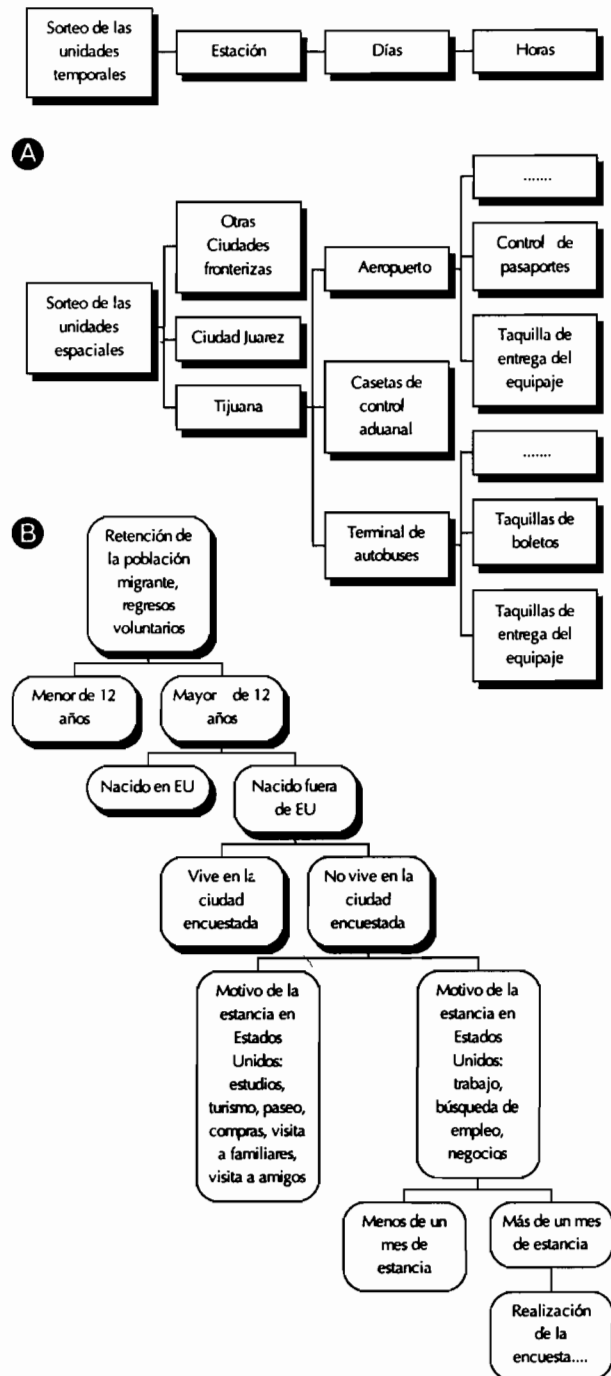 Sorteo de las
unidades
temporales
Estación
Días
Horas
A
Sorteo de las
unidades
espaciales
Otras
Ciudades
fronterizas
Ciudad Juarez
Tijuana
Aeropuerto
Casetas de
control
aduanal
Terminal de
autobuses
.......
Control de
pasaportes
Taquilla de
entrega del
equipaje
.......
Taquillas de
boletos
Taquillas de
entrega del
equipaje
B
Retención de
la población
migrante,
regresos
voluntarios
Menor de 12
años
Mayor de 12
años
Nacido en EU
Nacido fuera
de EU
Vive en la
ciudad
encuestada
No vive en la
ciudad
encuestada
Motivo de la
estancia en
Estados
Unidos:
estudios,
turismo, paseo,
compras, visita
a familiares,
visita a amigos
Motivo de la
estancia en
Estados
Unidos:
trabajo,
búsqueda de
empleo,
negocios
Menos de un
mes de
estancia
Más de un mes
de estancia
Realización
de la
encuesta....